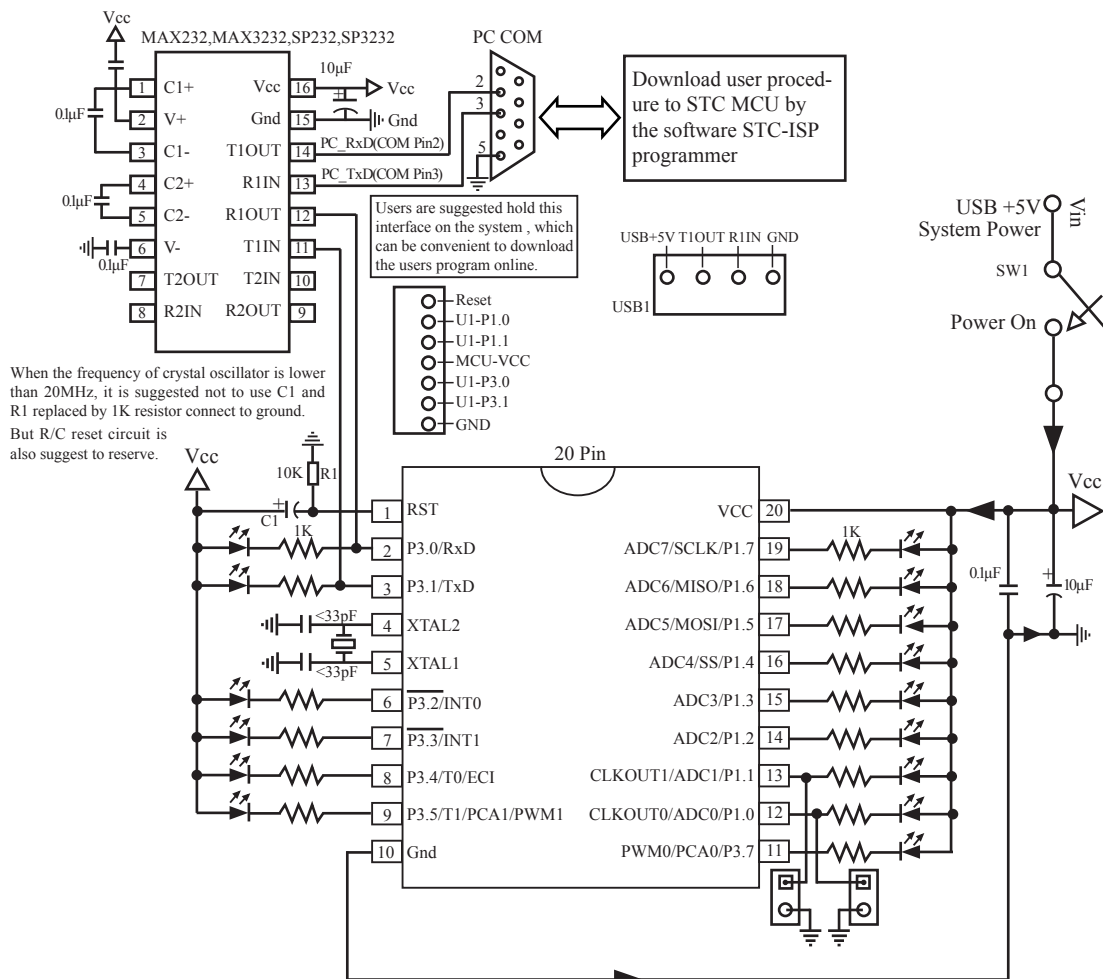 Vcc
MAX232,MAX3232,SP232,SP3232
PC COM
1
C1+
Vcc
16
10μF
Vcc
2
Download user proced-
ure to STC MCU by
the software STC-ISP
programmer
0.1μF
2
V+
Gnd
15
Gnd
3
3
C1-
T1OUT
14
PC_RxD(COM Pin2)
5
4
C2+
R1IN
13
PC_TxD(COM Pin3)
0.1μF
5
C2-
R1OUT
12
6
V-
T1IN
11
0.1μF
7
T2OUT
T2IN
10
8
R2IN
R2OUT
9
Users are suggested hold this
interface on the system , which
can be convenient to download
the users program online.
USB+5V T1OUT R1IN GND
USB1
USB +5V
System Power
Vin
SW1
Power On
Reset
U1-P1.0
U1-P1.1
MCU-VCC
U1-P3.0
U1-P3.1
GND
When the frequency of crystal oscillator is lower
than 20MHz, it is suggested not to use C1 and
R1 replaced by 1K resistor connect to ground.
But R/C reset circuit is
also suggest to reserve.
Vcc
10K
R1
+
C1
1K
20 Pin
1
RST
VCC
20
Vcc
2
P3.0/RxD
ADC7/SCLK/P1.7
19
1K
3
P3.1/TxD
ADC6/MISO/P1.6
18
0.1μF
+
10μF
<33pF
4
XTAL2
ADC5/MOSI/P1.5
17
<33pF
5
XTAL1
ADC4/SS/P1.4
16
6
P3.2/INT0
ADC3/P1.3
15
7
P3.3/INT1
ADC2/P1.2
14
8
P3.4/T0/ECI
CLKOUT1/ADC1/P1.1
13
9
P3.5/T1/PCA1/PWM1
CLKOUT0/ADC0/P1.0
12
10
Gnd
PWM0/PCA0/P3.7
11